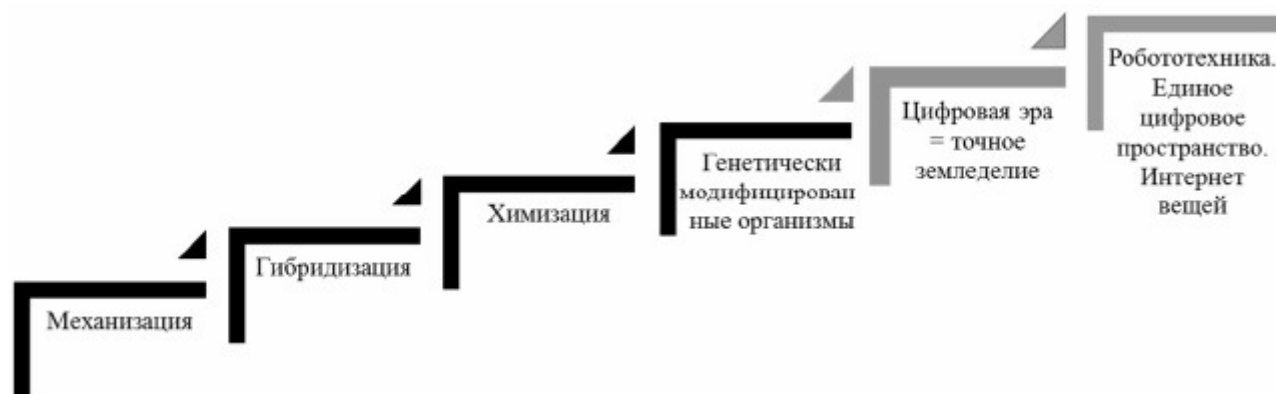 Механизация
Гибридизация
Химизация
Генетически
модифицирован
ные организмы
Цифровая эра
= точное
земледелие
Робототехника.
Единое
цифровое
пространство.
Интернет
вещей